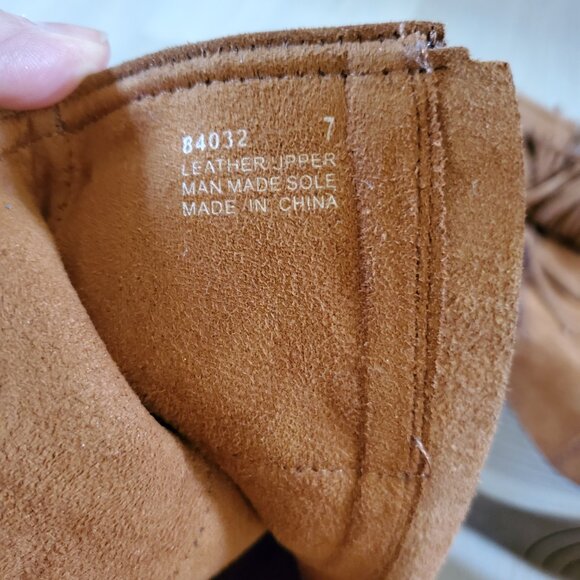 84032 7
LEATHER UPPER
MAN MADE SOLE
MADE IN CHINA